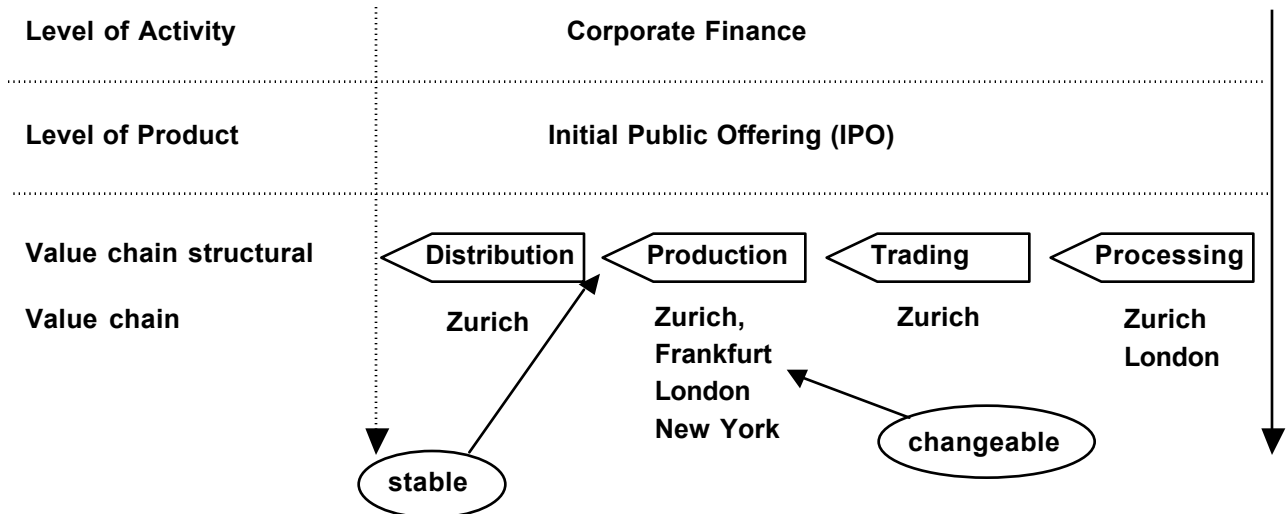 Level of Activity Corporate Finance
Level of Product Initial Public Offering (IPO)
Value chain structural Distribution Production Trading Processing
Value chain Zurich Zurich, Zurich Zurich
Frankfurt London
London
New York
changeable
stable